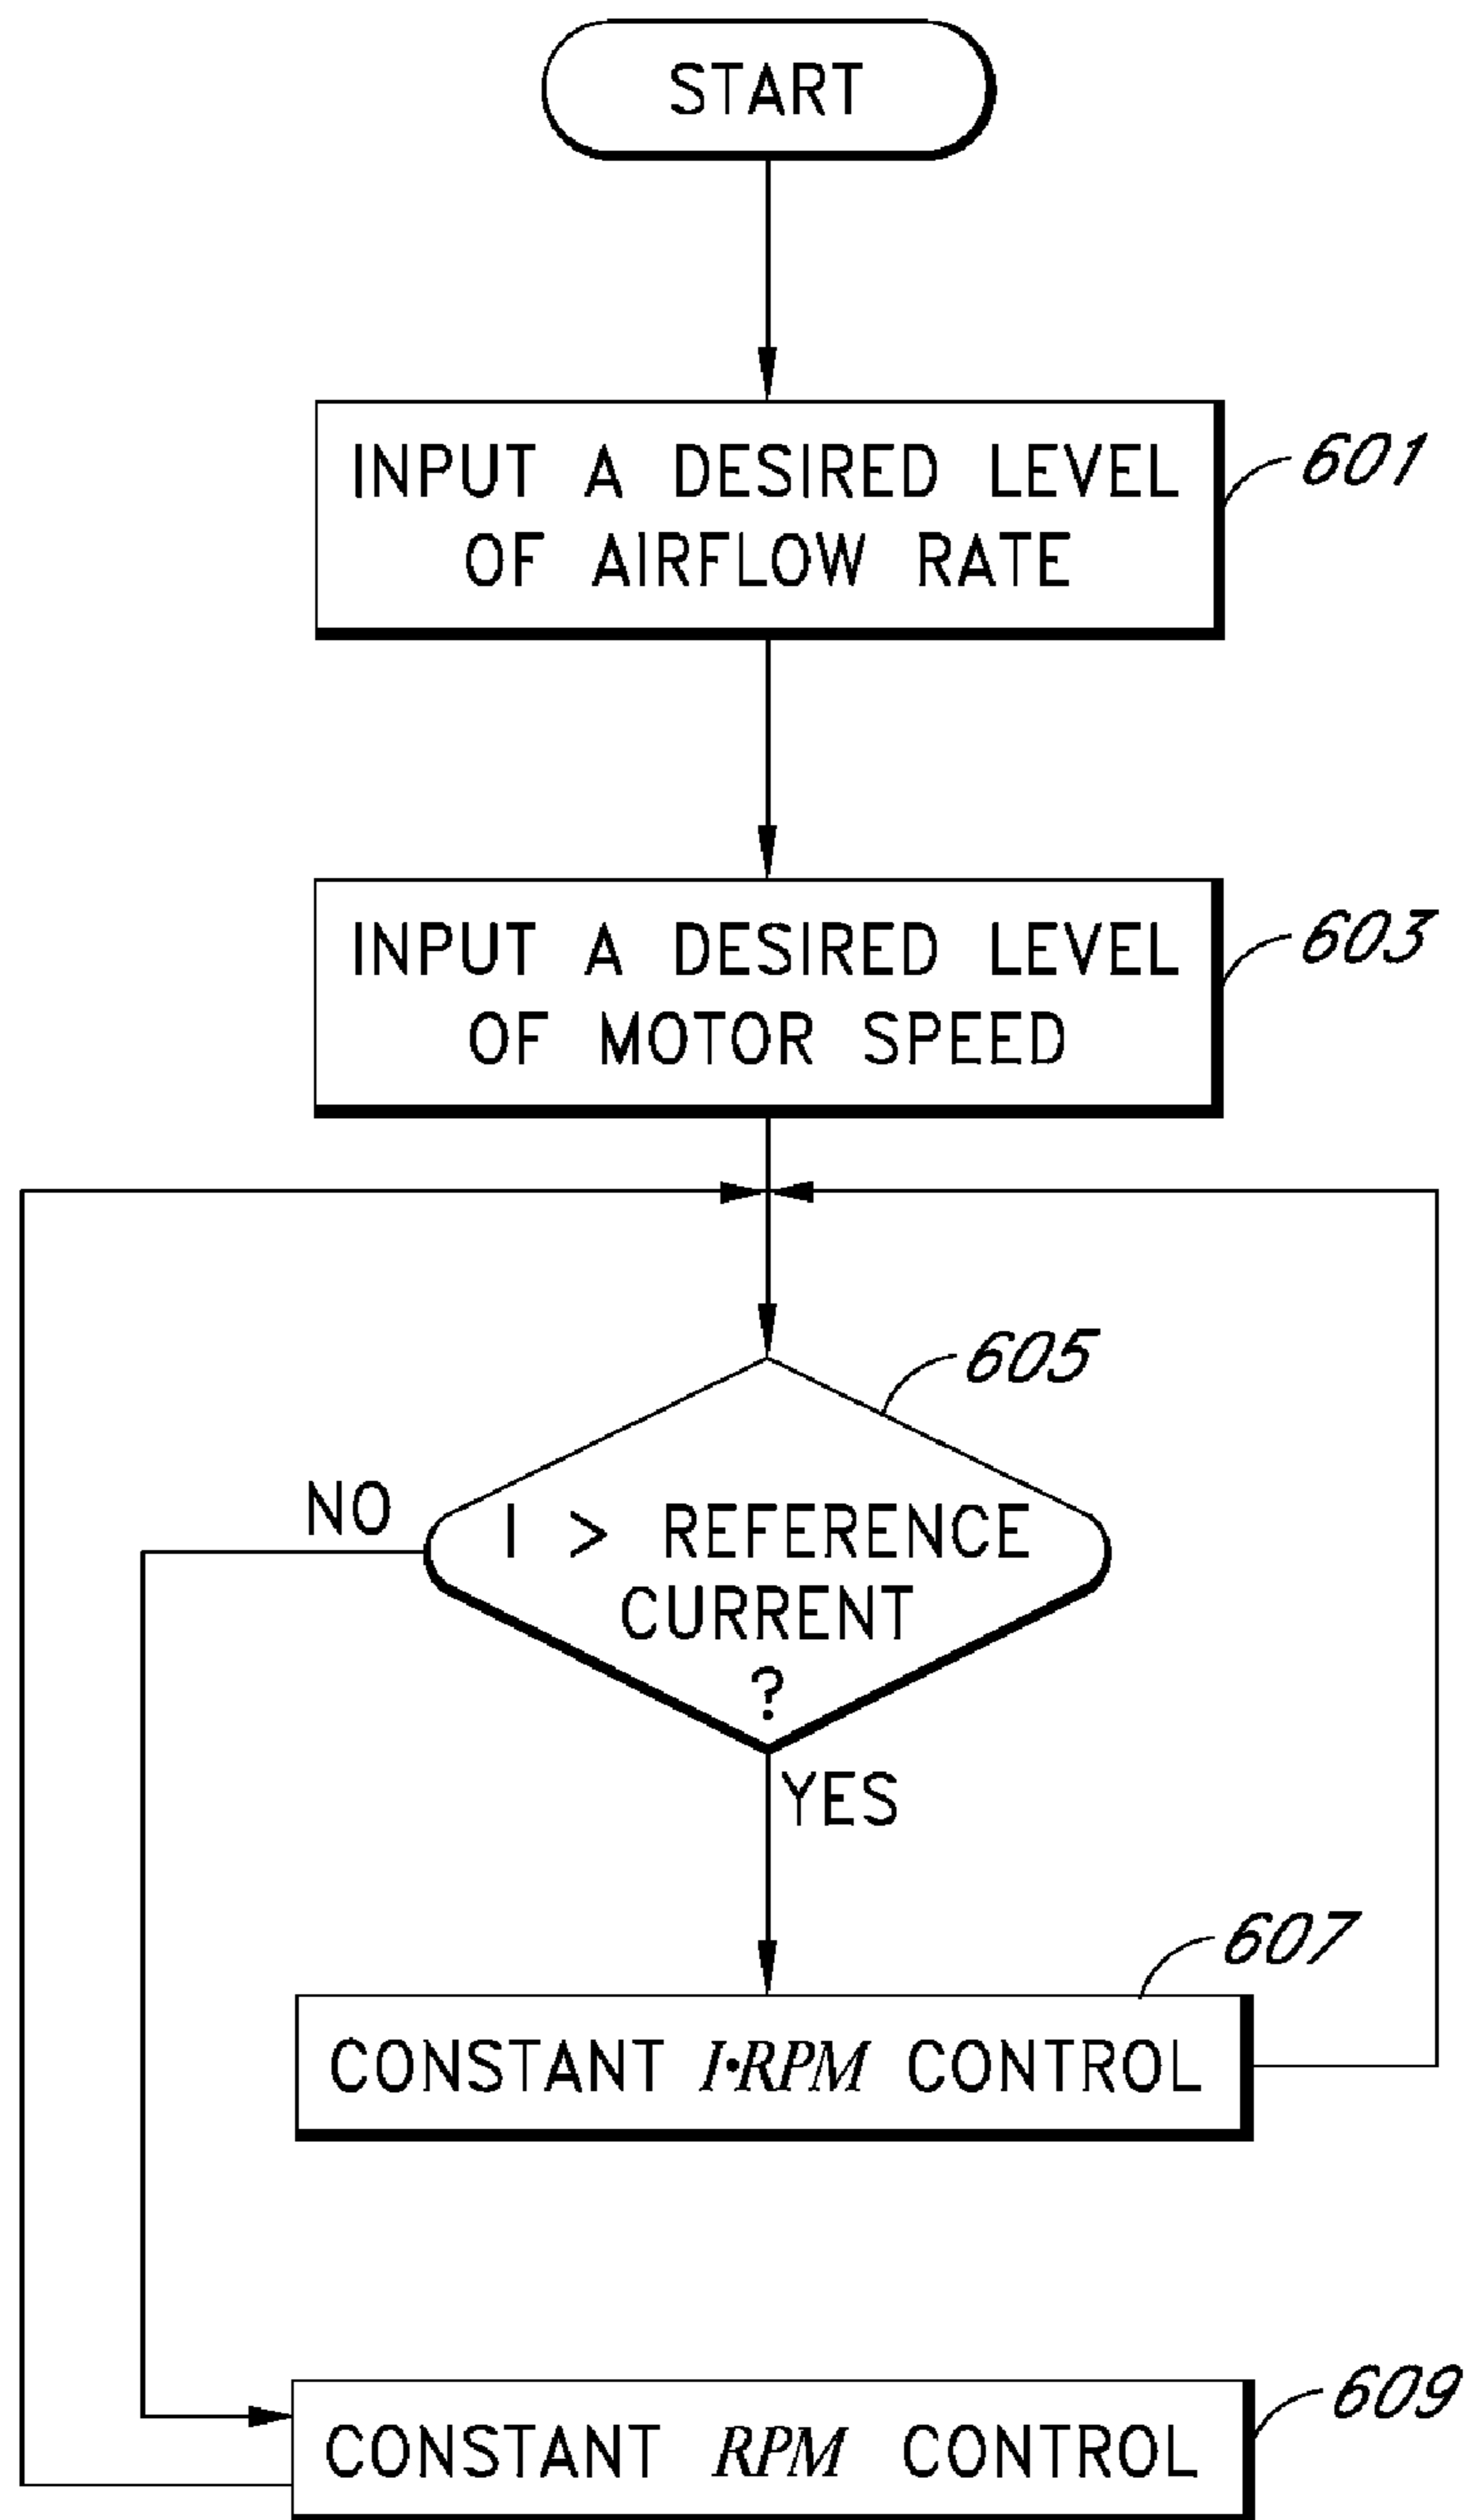 START
INPUT A DESIRED LEVEL
OF AIRFLOW RATE
601
INPUT A DESIRED LEVEL
OF MOTOR SPEED
603
605
NO
I > REFERENCE
CURRENT
?
YES
607
CONSTANT I·RPM CONTROL
609
CONSTANT RPM CONTROL